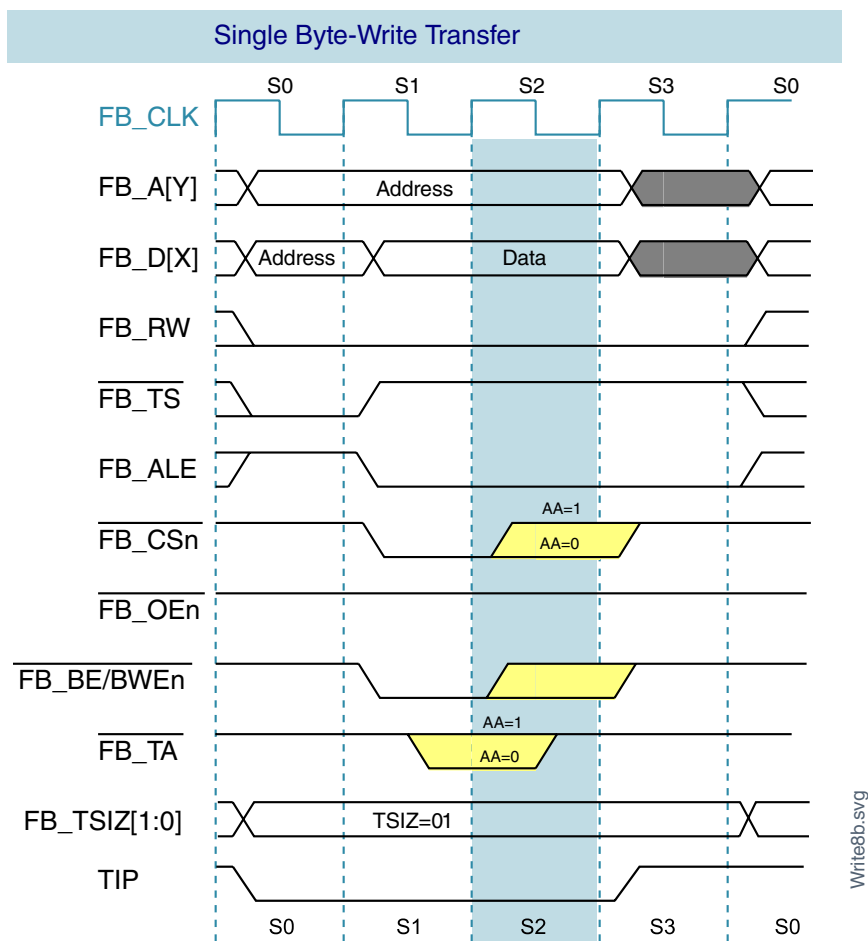 Single Byte-Write Transfer
S0 S1 S2 S3 S0
FB_CLK
FB_A[Y] Address
FB_D[X] Address Data
FB_RW
FB_TS
FB_ALE
AA=1
FB_CSn AA=0
FB_OEn
FB_BE/BWEn
AA=1
FB_TA AA=0
FB_TSIZ[1:0] TSIZ=01
TIP
S0 S1 S2 S3 S0
Write8b.svg